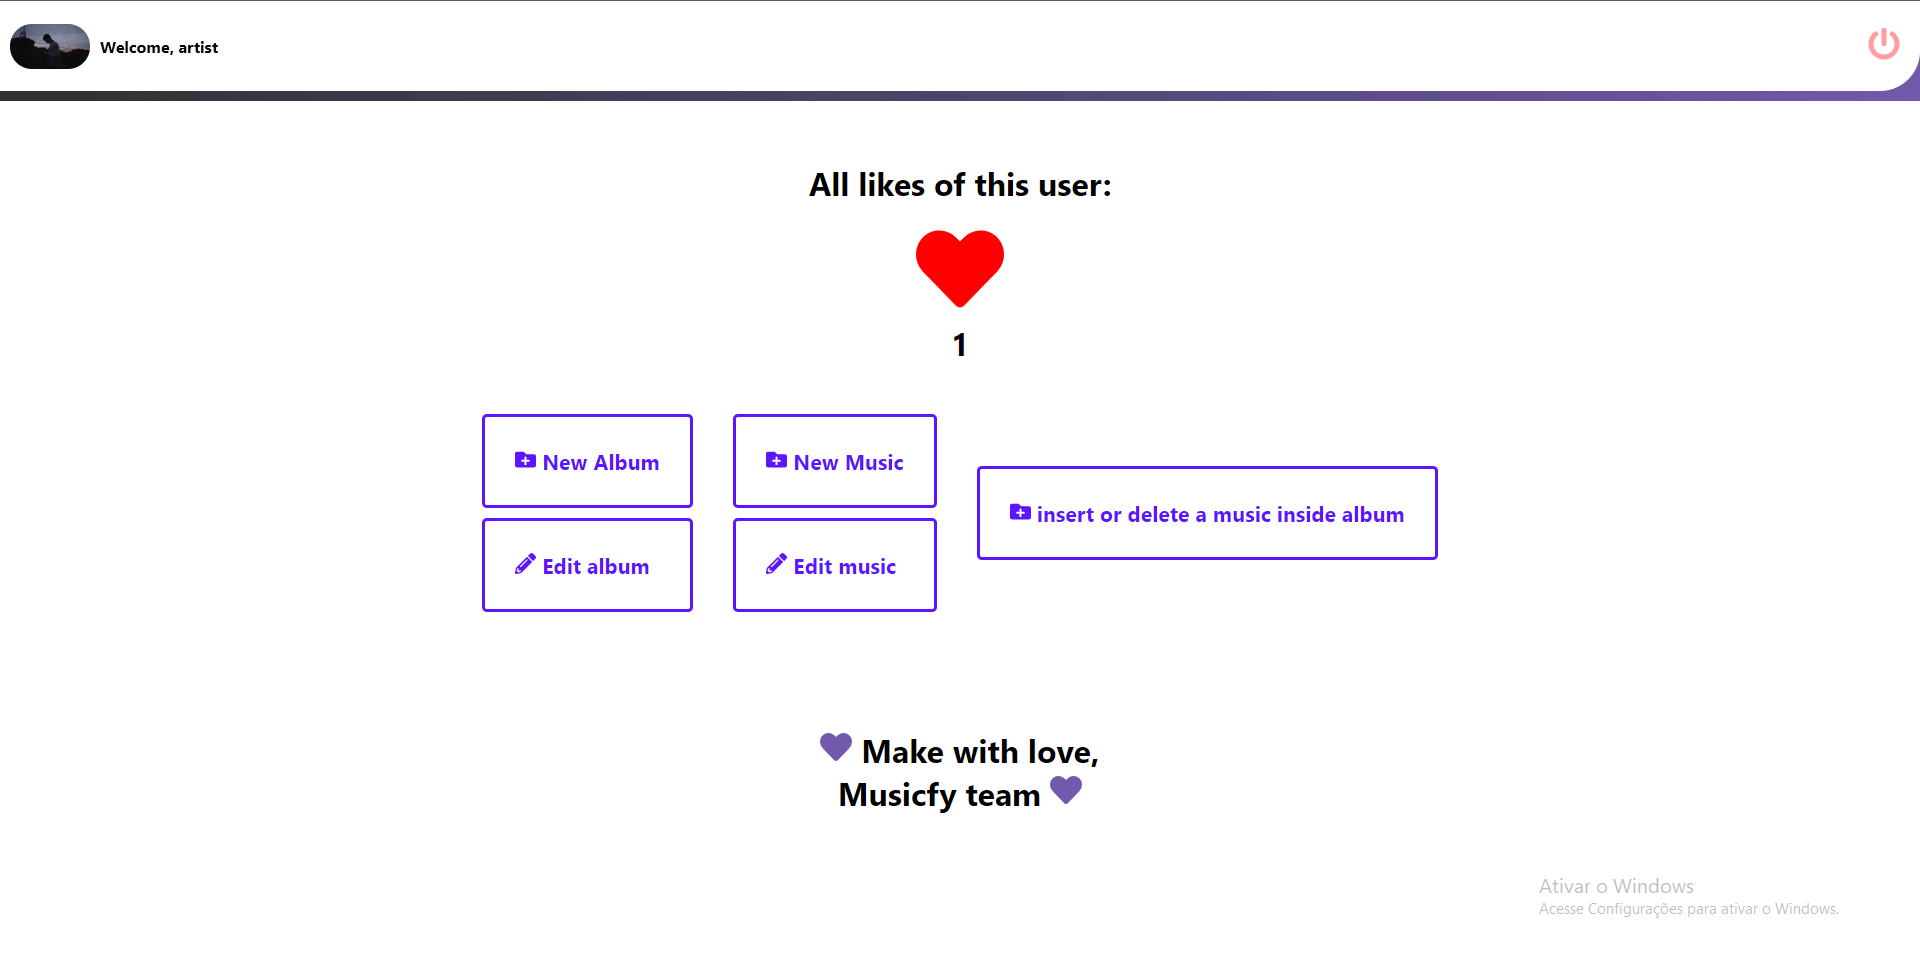 Welcome, artist
All likes of this user:
1
New Album
New Music
insert or delete a music inside album
Edit album
Edit music
Make with love,
Musicfy team
Ativar o Windows
Acesse Configurações para ativar o Windows.